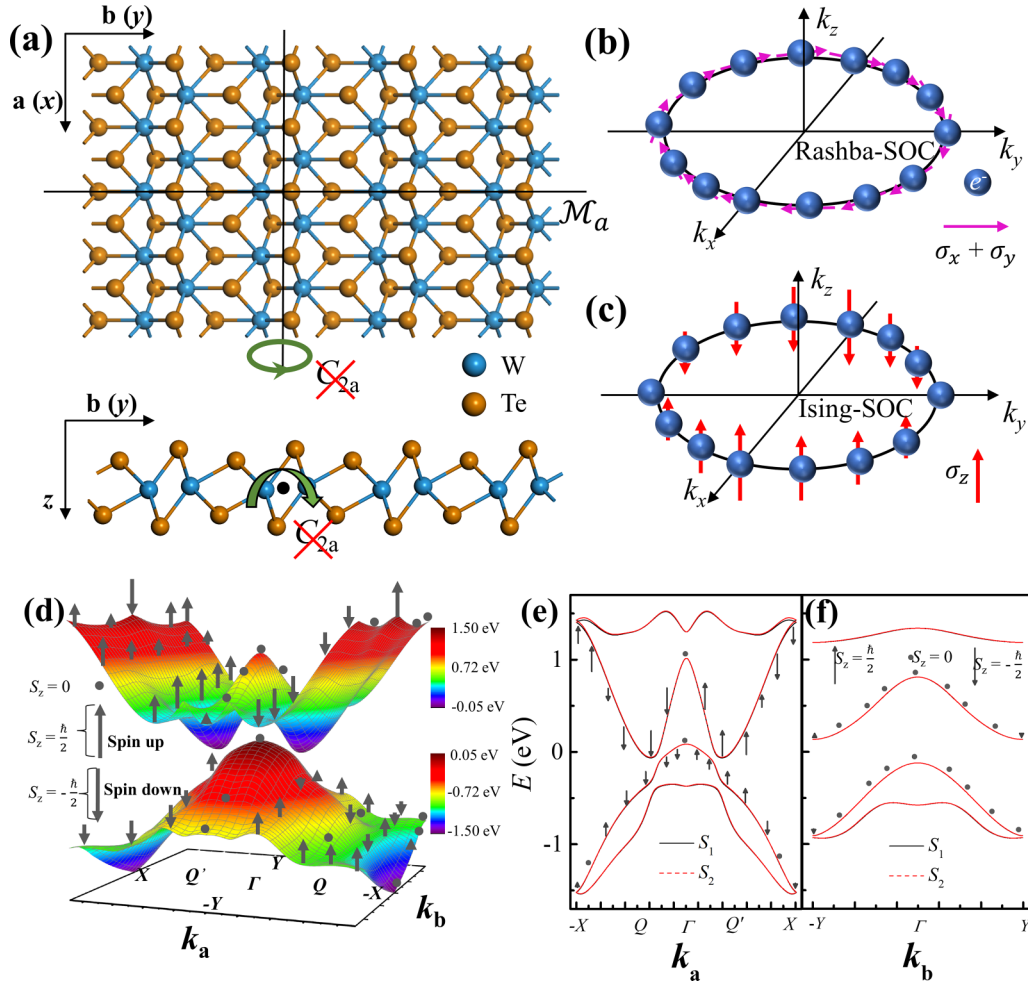 (a)
b (y)
a (x)
ℳa
C2a
W
Te
b (y)
z
C2a
(b)
kz
ky
kx
Rashba-SOC
e-
σx + σy
(c)
kz
ky
kx
Ising-SOC
σz
(d)
1.50 eV
0.72 eV
-0.05 eV
Sz = 0
Sz = ħ/2
Spin up
Sz = - ħ/2
Spin down
0.05 eV
-0.72 eV
-1.50 eV
X
Q'
Γ
Q
-X
Y
-Y
ka
kb
(e)
E (eV)
1
0
-1
S1
S2
-X
Q
Γ
Q'
X
ka
(f)
Sz = ħ/2
Sz = 0
Sz = - ħ/2
S1
S2
-Y
Γ
Y
kb